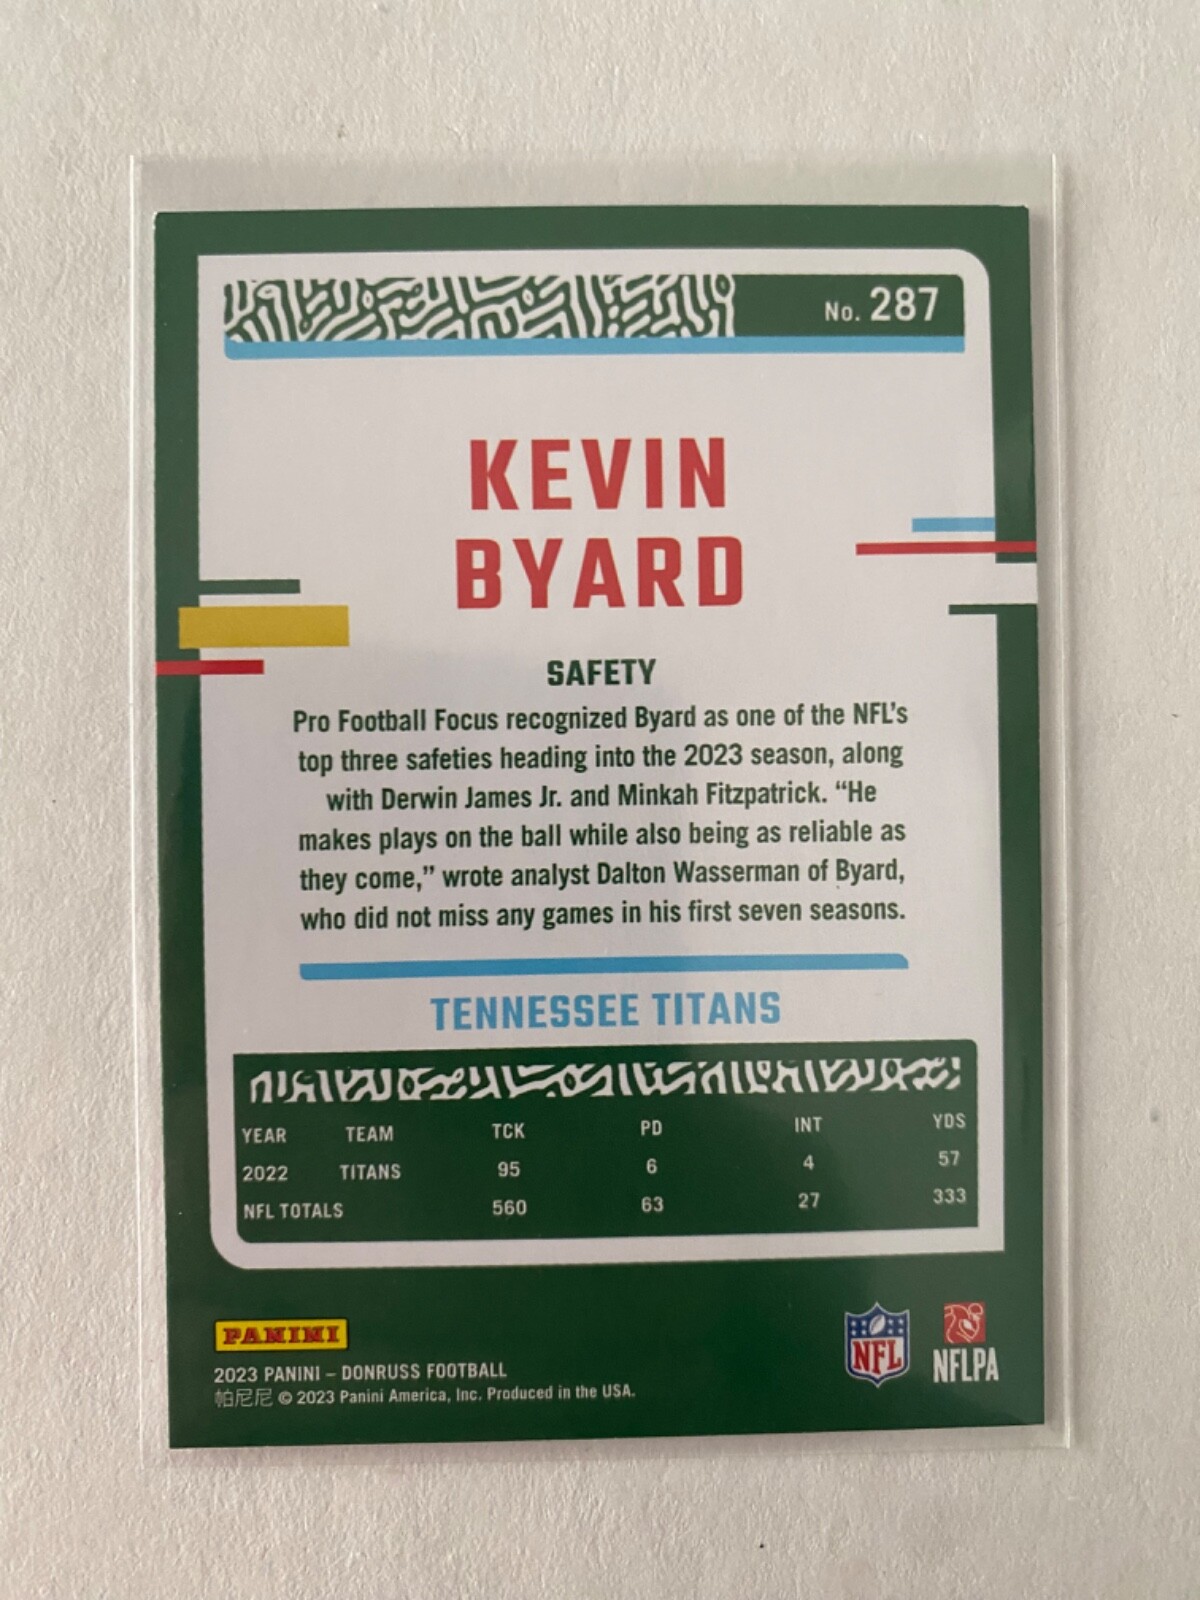 No. 287
KEVIN
BYARD
SAFETY
Pro Football Focus recognized Byard as one of the NFL's
top three safeties heading into the 2023 season, along
with Derwin James Jr. and Minkah Fitzpatrick. “He
makes plays on the ball while also being as reliable as
they come,” wrote analyst Dalton Wasserman of Byard,
who did not miss any games in his first seven seasons.
TENNESSEE TITANS
YEAR TEAM TCK PD INT YDS
2022 TITANS 95 6 4 57
NFL TOTALS 560 63 27 333
PANINI
2023 PANINI – DONRUSS FOOTBALL
帕尼尼 © 2023 Panini America, Inc. Produced in the USA.
NFL
NFLPA